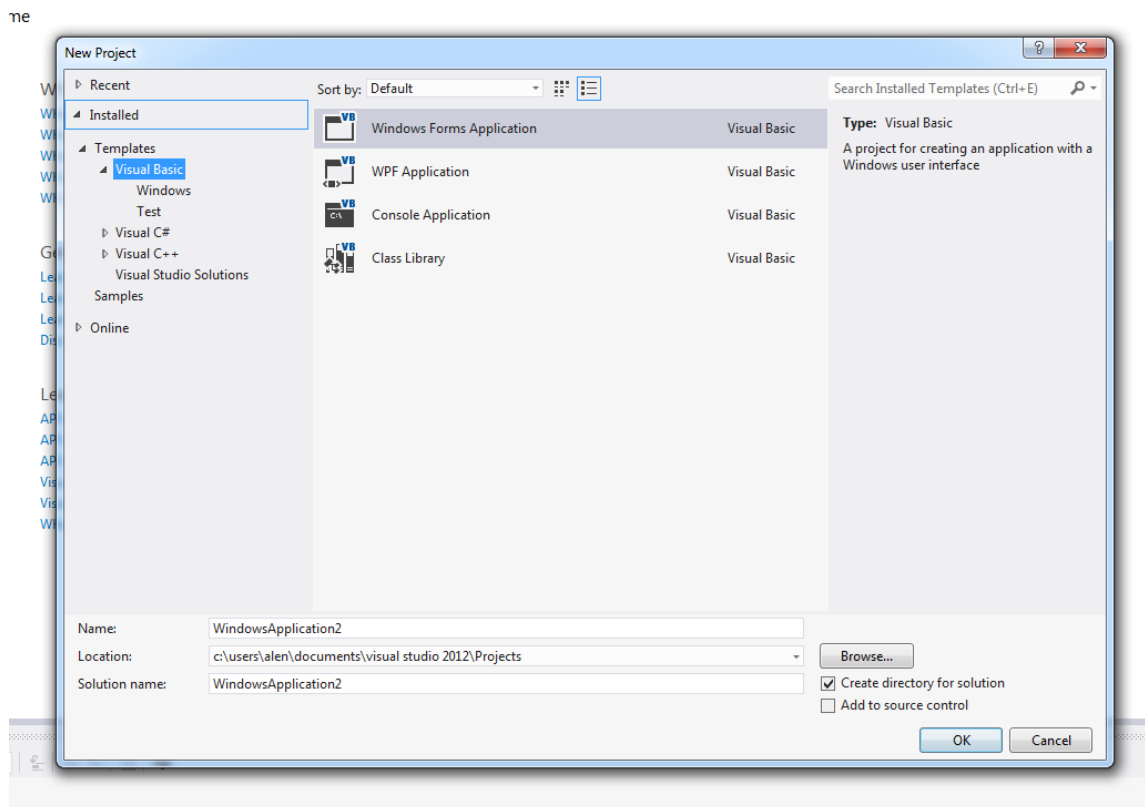 me
New Project
Recent
Installed
Templates
Visual Basic
Windows
Test
Visual C#
Visual C++
Visual Studio Solutions
Samples
Online
Sort by: Default
VB Windows Forms Application Visual Basic
VB WPF Application Visual Basic
VB C:\ Console Application Visual Basic
VB Class Library Visual Basic
Search Installed Templates (Ctrl+E)
Type: Visual Basic
A project for creating an application with a
Windows user interface
Name: WindowsApplication2
Location: c:\users\alen\documents\visual studio 2012\Projects
Solution name: WindowsApplication2
Browse...
Create directory for solution
Add to source control
OK Cancel